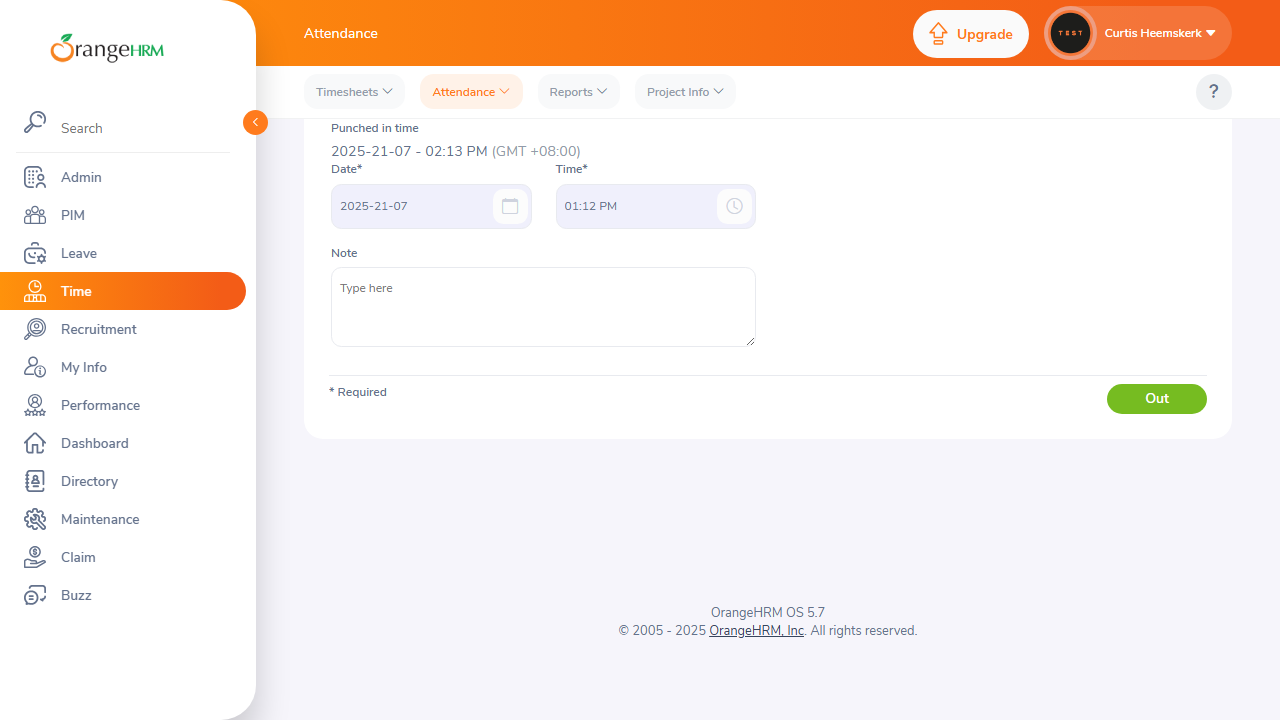 OrangeHRM
Search
Admin
PIM
Leave
Time
Recruitment
My Info
Performance
Dashboard
Directory
Maintenance
Claim
Buzz
Attendance
Upgrade
TEST
Curtis Heemskerk
Timesheets
Attendance
Reports
Project Info
?
Punched in time
2025-21-07 - 02:13 PM (GMT +08:00)
Date*
Time*
2025-21-07
01:12 PM
Note
Type here
* Required
Out
OrangeHRM OS 5.7
© 2005 - 2025 OrangeHRM, Inc. All rights reserved.